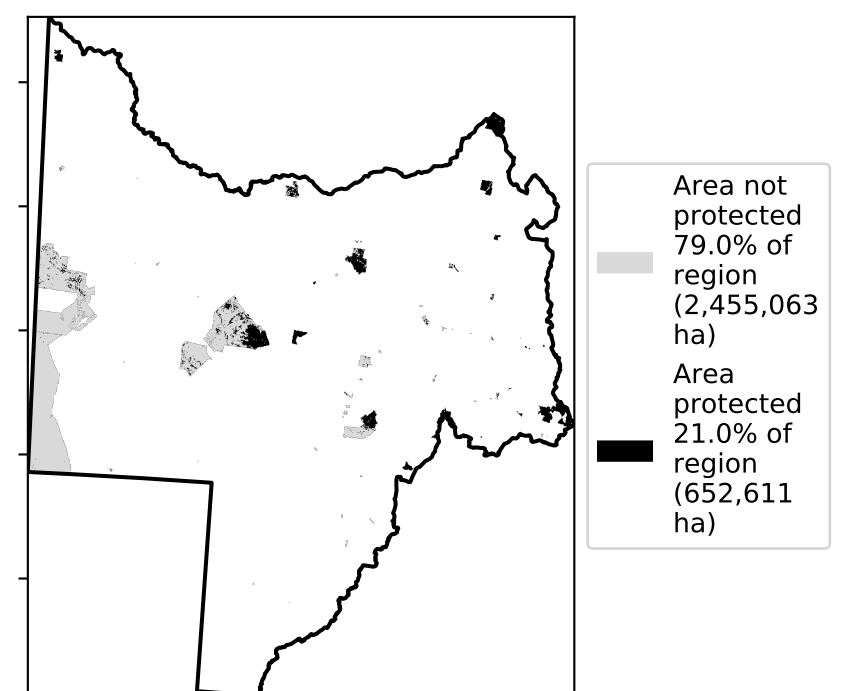 Area not
protected
79.0% of
region
(2,455,063
ha)
Area
protected
21.0% of
region
(652,611
ha)